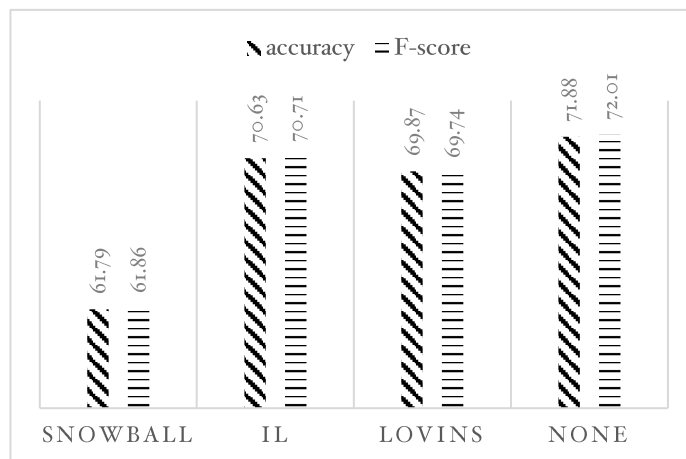 accuracy F-score
61.79 61.86 70.63 70.71 69.87 69.74 71.88 72.01
SNOWBALL IL LOVINS NONE